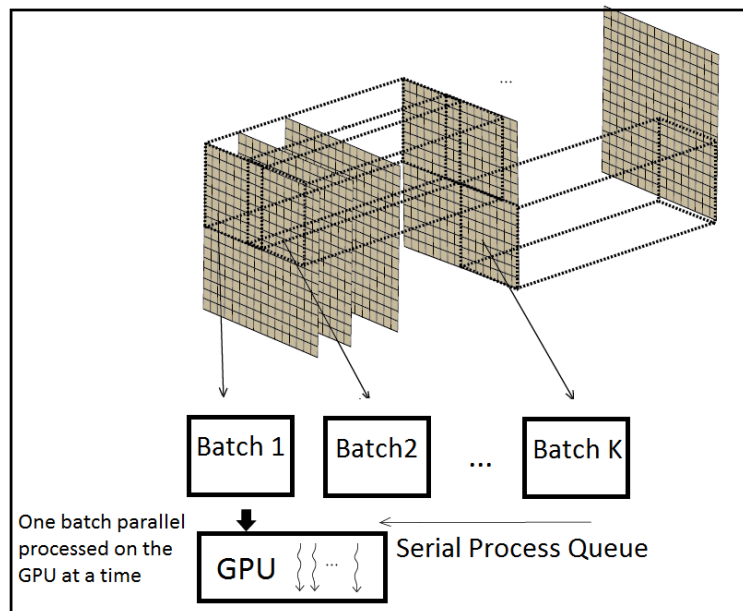 ...
Batch 1
Batch2
...
Batch K
One batch parallel
processed on the
GPU at a time
GPU
...
Serial Process Queue